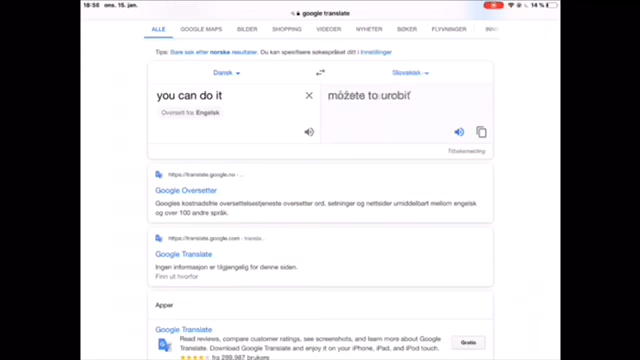 18:56 ons. 15. jan.
14 %
google translate
ALLE GOOGLE MAPS BILDER SHOPPING VIDEOER NYHETER BØKER FLYVNINGER
Tips: Bare søk etter norske resultater. Du kan spesifisere søkespråket ditt i Innstillinger
Dansk Slovakisk
you can do it
môžete to urobiť
Oversett fra Engelsk
Tilbakemelding
https://translate.google.no › ...
Google Oversetter
Googles kostnadsfrie oversettelsestjeneste oversetter ord, setninger og nettsider umiddelbart mellom engelsk
og over 100 andre språk.
https://translate.google.com › transla...
Google Translate
Ingen informasjon er tilgjengelig for denne siden.
Finn ut hvorfor
Apper
Google Translate
Read reviews, compare customer ratings, see screenshots, and learn more about Google
Translate. Download Google Translate and enjoy it on your iPhone, iPad, and iPod touch.
Gratis
fra 299,987 brukere